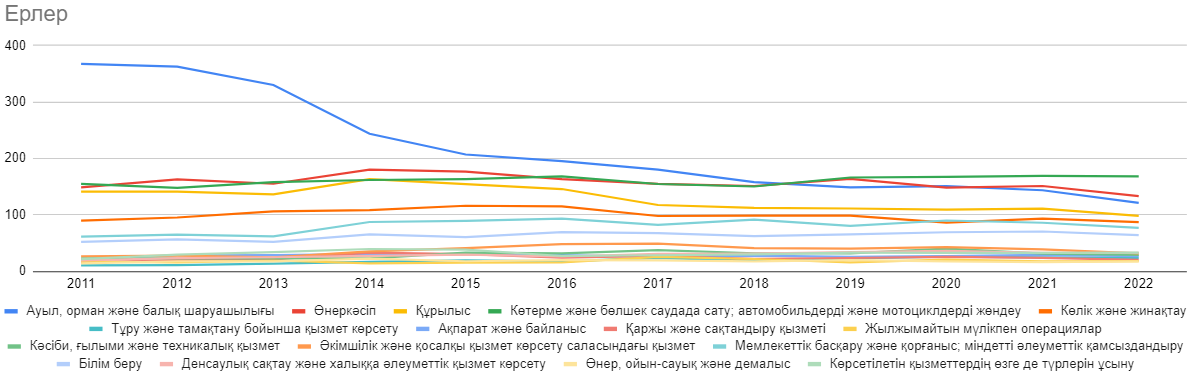 Ерлер
400
300
200
100
0
2011 2012 2013 2014 2015 2016 2017 2018 2019 2020 2021 2022
Ауыл, орман және балық шаруашылығы Өнеркәсіп Құрылыс Көтерме және бөлшек саудада сату; автомобильдерді және мотоциклдерді жөндеу Көлік және жинақтау
Тұру және тамақтану бойынша қызмет көрсету Ақпарат және байланыс Қаржы және сақтандыру қызметі Жылжымайтын мүлікпен операциялар
Кәсіби, ғылыми және техникалық қызмет Әкімшілік және қосалқы қызмет көрсету саласындағы қызмет Мемлекеттік басқару және қорғаныс; міндетті әлеуметтік қамсыздандыру
Білім беру Денсаулық сақтау және халыққа әлеуметтік қызмет көрсету Өнер, ойын-сауық және демалыс Көрсетілетін қызметтердің өзге де түрлерін ұсыну